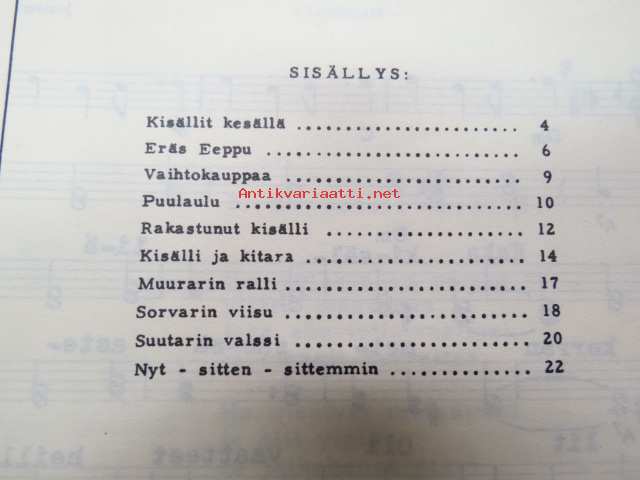 SISÄLLYS:
Kisällit kesällä ........................ 4
Eräs Eeppu ........................... 6
Vaihtokauppaa ........................ 9
Antikvariaatti.net
Puulaulu ............................. 10
Rakastunut kisälli ..................... 12
Kisälli ja kitara ........................ 14
Muurarin ralli .......................... 17
Sorvarin viisu ......................... 18
Suutarin valssi ........................ 20
Nyt - sitten - sittemmin ............... 22